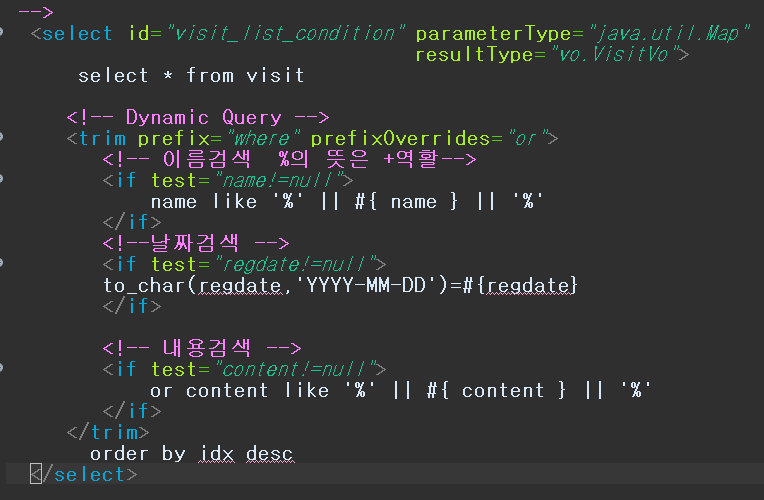 -->
<select id="visit_list_condition" parameterType="java.util.Map"
resultType="vo.VisitVo">
select * from visit
<!-- Dynamic Query -->
<trim prefix="where" prefixOverrides="or">
<!-- 이름검색  %의 뜻은 +역활-->
<if test="name!=null">
name like '%' || #{ name } || '%'
</if>
<!--날짜검색 -->
<if test="regdate!=null">
to_char(regdate,'YYYY-MM-DD')=#{regdate}
</if>
<!-- 내용검색 -->
<if test="content!=null">
or content like '%' || #{ content } || '%'
</if>
</trim>
order by idx desc
</select>